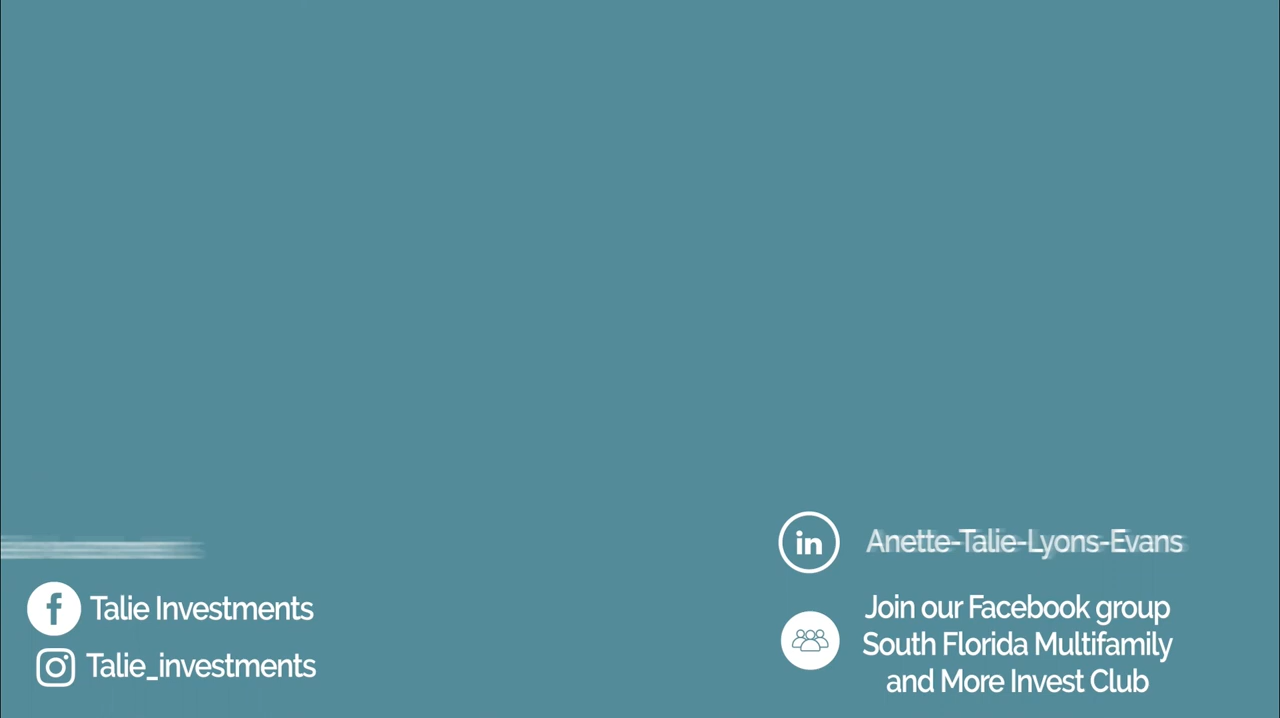 Anette-Talie-Lyons-Evans
Talie Investments
Talie_investments
Join our Facebook group
South Florida Multifamily
and More Invest Club